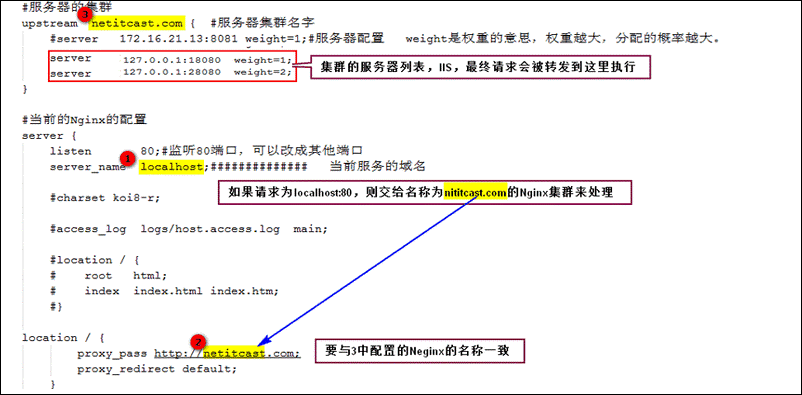 #服务器的集群
upstream netitcast.com { #服务器集群名字
#server 172.16.21.13:8081 weight=1;#服务器配置 weight是权重的意思，权重越大，分配的概率越大。
server 127.0.0.1:18080 weight=1;
server 127.0.0.1:28080 weight=2;
集群的服务器列表，IIS，最终请求会被转发到这里执行
}
#当前的Nginx的配置
server {
listen 80;#监听80端口，可以改成其他端口
server_name localhost;############## 当前服务的域名
如果请求为localhost:80，则交给名称为nititcast.com的Nginx集群来处理
#charset koi8-r;
#access_log logs/host.access.log main;
#location / {
# root html;
# index index.html index.htm;
#}
location / {
proxy_pass http://netitcast.com;
proxy_redirect default;
}
要与3中配置的Neginx的名称一致
3
1
2